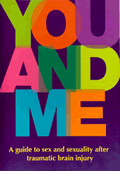 YOU
AND
ME
A guide to sex and sexuality after
traumatic brain injury